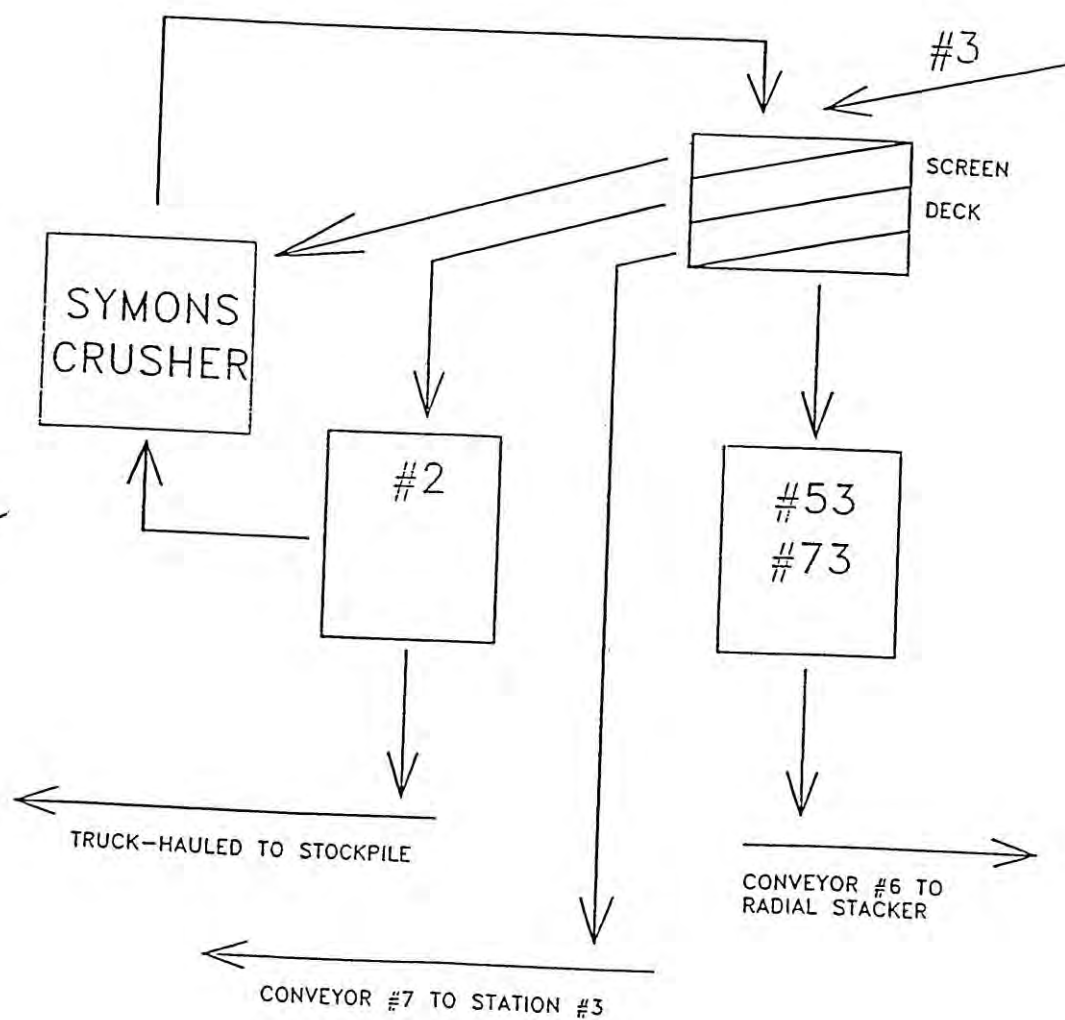 #3
SCREEN
DECK
SYMONS
CRUSHER
#2
#53
#73
TRUCK-HAULED TO STOCKPILE
CONVEYOR #6 TO
RADIAL STACKER
CONVEYOR #7 TO STATION #3